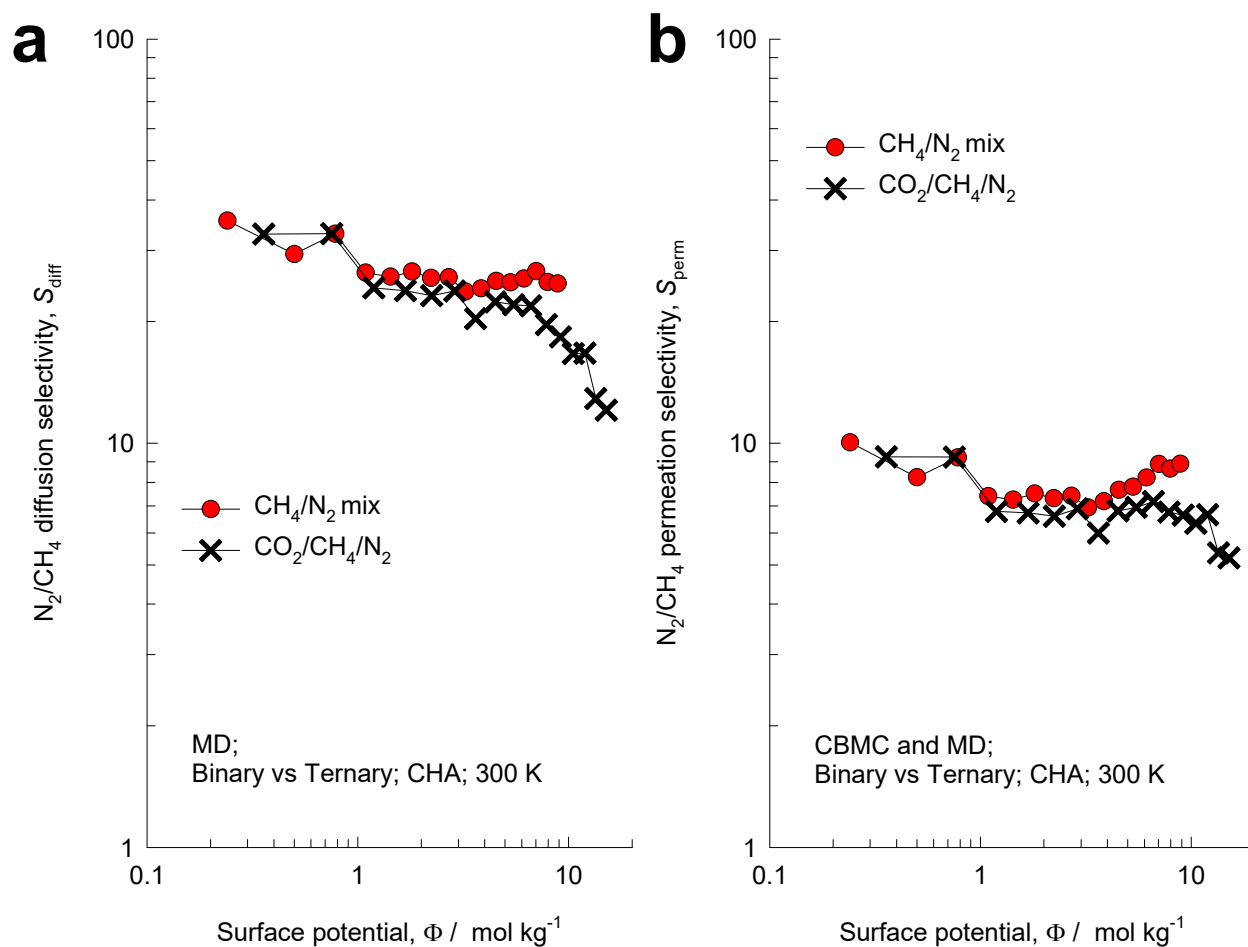 a
100
10
1
0.1
1
10
N2/CH4 diffusion selectivity, Sdiff
CH4/N2 mix
CO2/CH4/N2
MD;
Binary vs Ternary; CHA; 300 K
Surface potential, Φ / mol kg-1
b
100
10
1
0.1
1
10
N2/CH4 permeation selectivity, Sperm
CH4/N2 mix
CO2/CH4/N2
CBMC and MD;
Binary vs Ternary; CHA; 300 K
Surface potential, Φ / mol kg-1